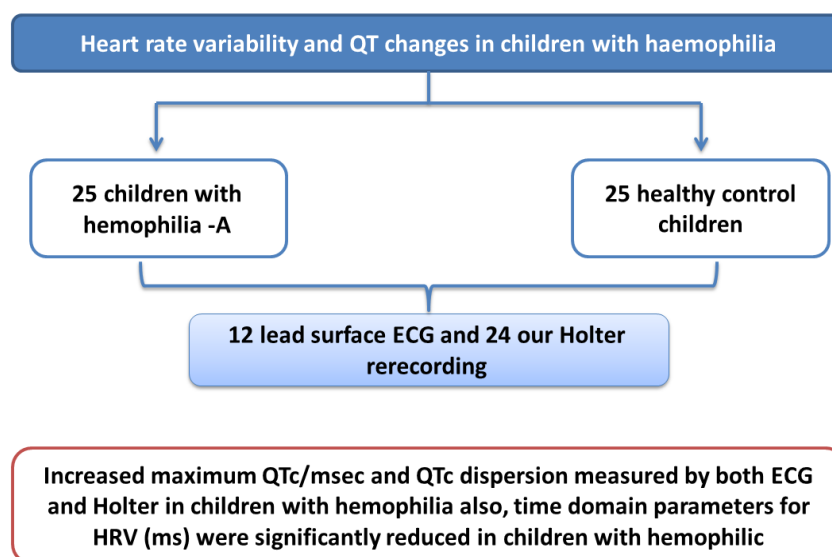 Heart rate variability and QT changes in children with haemophilia
25 children with
hemophilia -A
25 healthy control
children
12 lead surface ECG and 24 our Holter
rerecording
Increased maximum QTc/msec and QTc dispersion measured by both ECG
and Holter in children with hemophilia also, time domain parameters for
HRV (ms) were significantly reduced in children with hemophilic